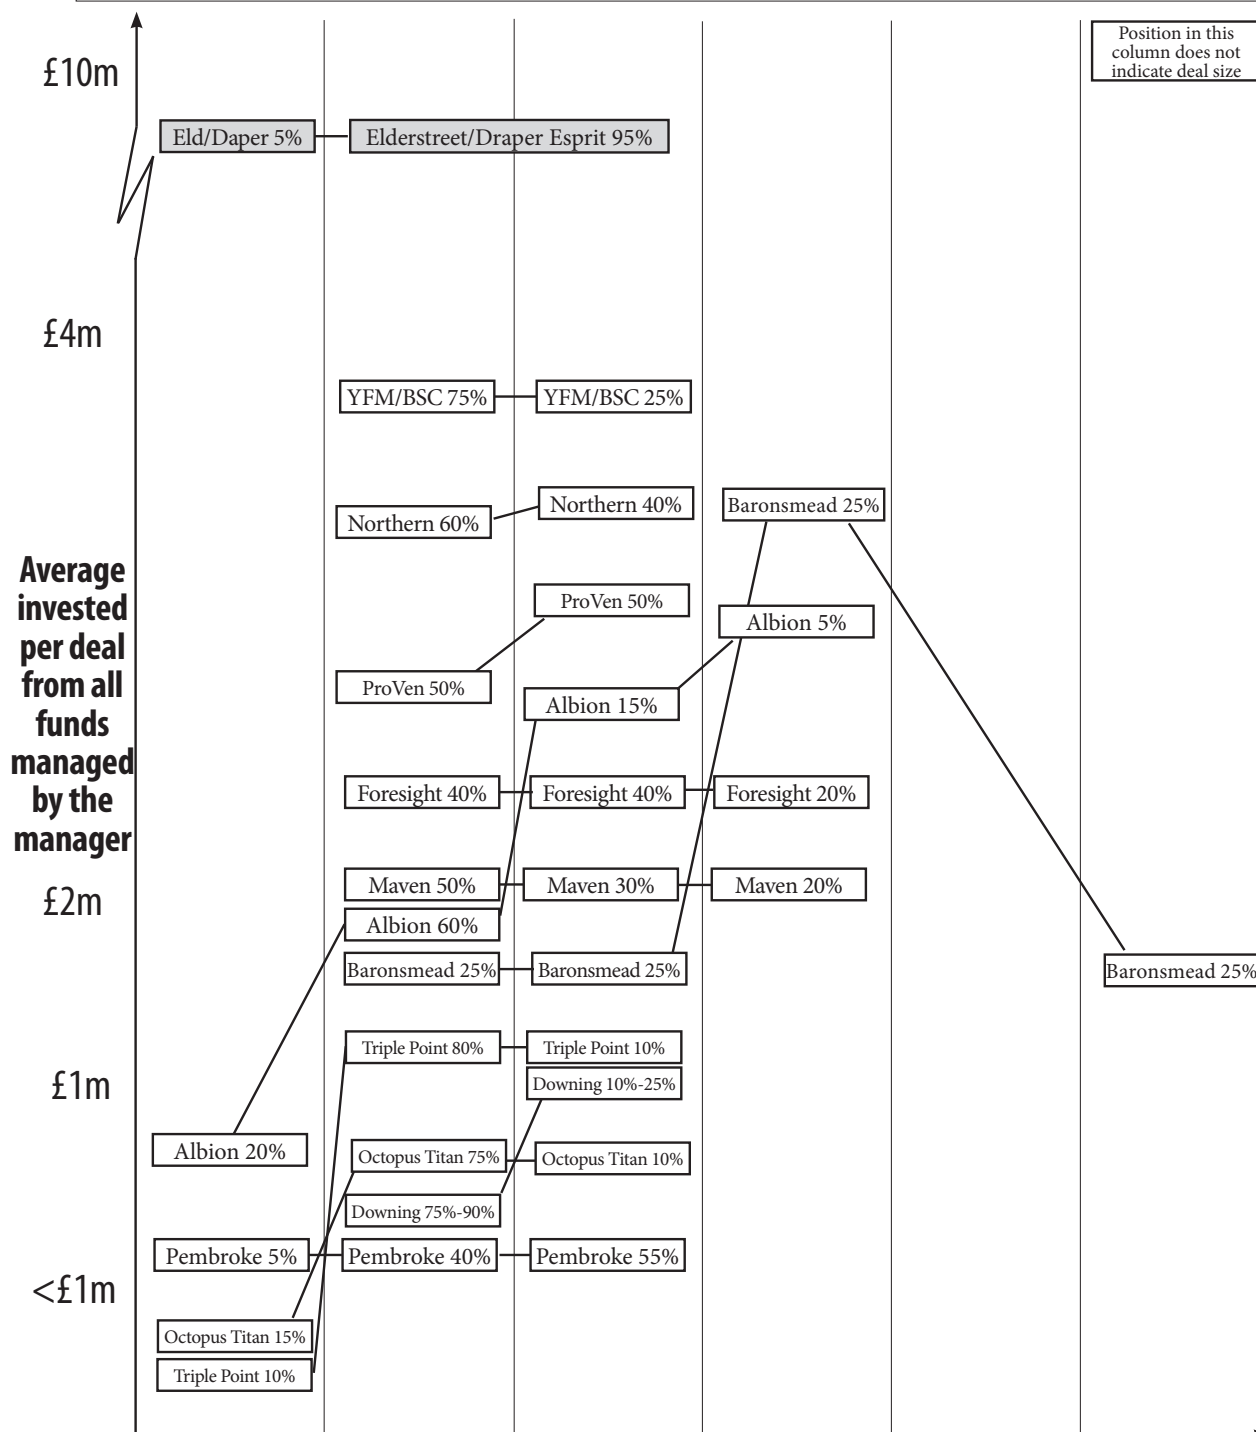 Position in this
column does not
indicate deal size
£10m
Eld/Daper 5%
Elderstreet/Draper Esprit 95%
£4m
YFM/BSC 75%
YFM/BSC 25%
Northern 60%
Northern 40%
Baronsmead 25%
Average
invested
per deal
from all
funds
managed
by the
manager
ProVen 50%
Albion 5%
ProVen 50%
Albion 15%
Foresight 40%
Foresight 40%
Foresight 20%
Maven 50%
Maven 30%
Maven 20%
£2m
Albion 60%
Baronsmead 25%
Baronsmead 25%
Baronsmead 25%
Triple Point 80%
Triple Point 10%
£1m
Downing 10%-25%
Albion 20%
Octopus Titan 75%
Octopus Titan 10%
Downing 75%-90%
Pembroke 5%
Pembroke 40%
Pembroke 55%
<£1m
Octopus Titan 15%
Triple Point 10%